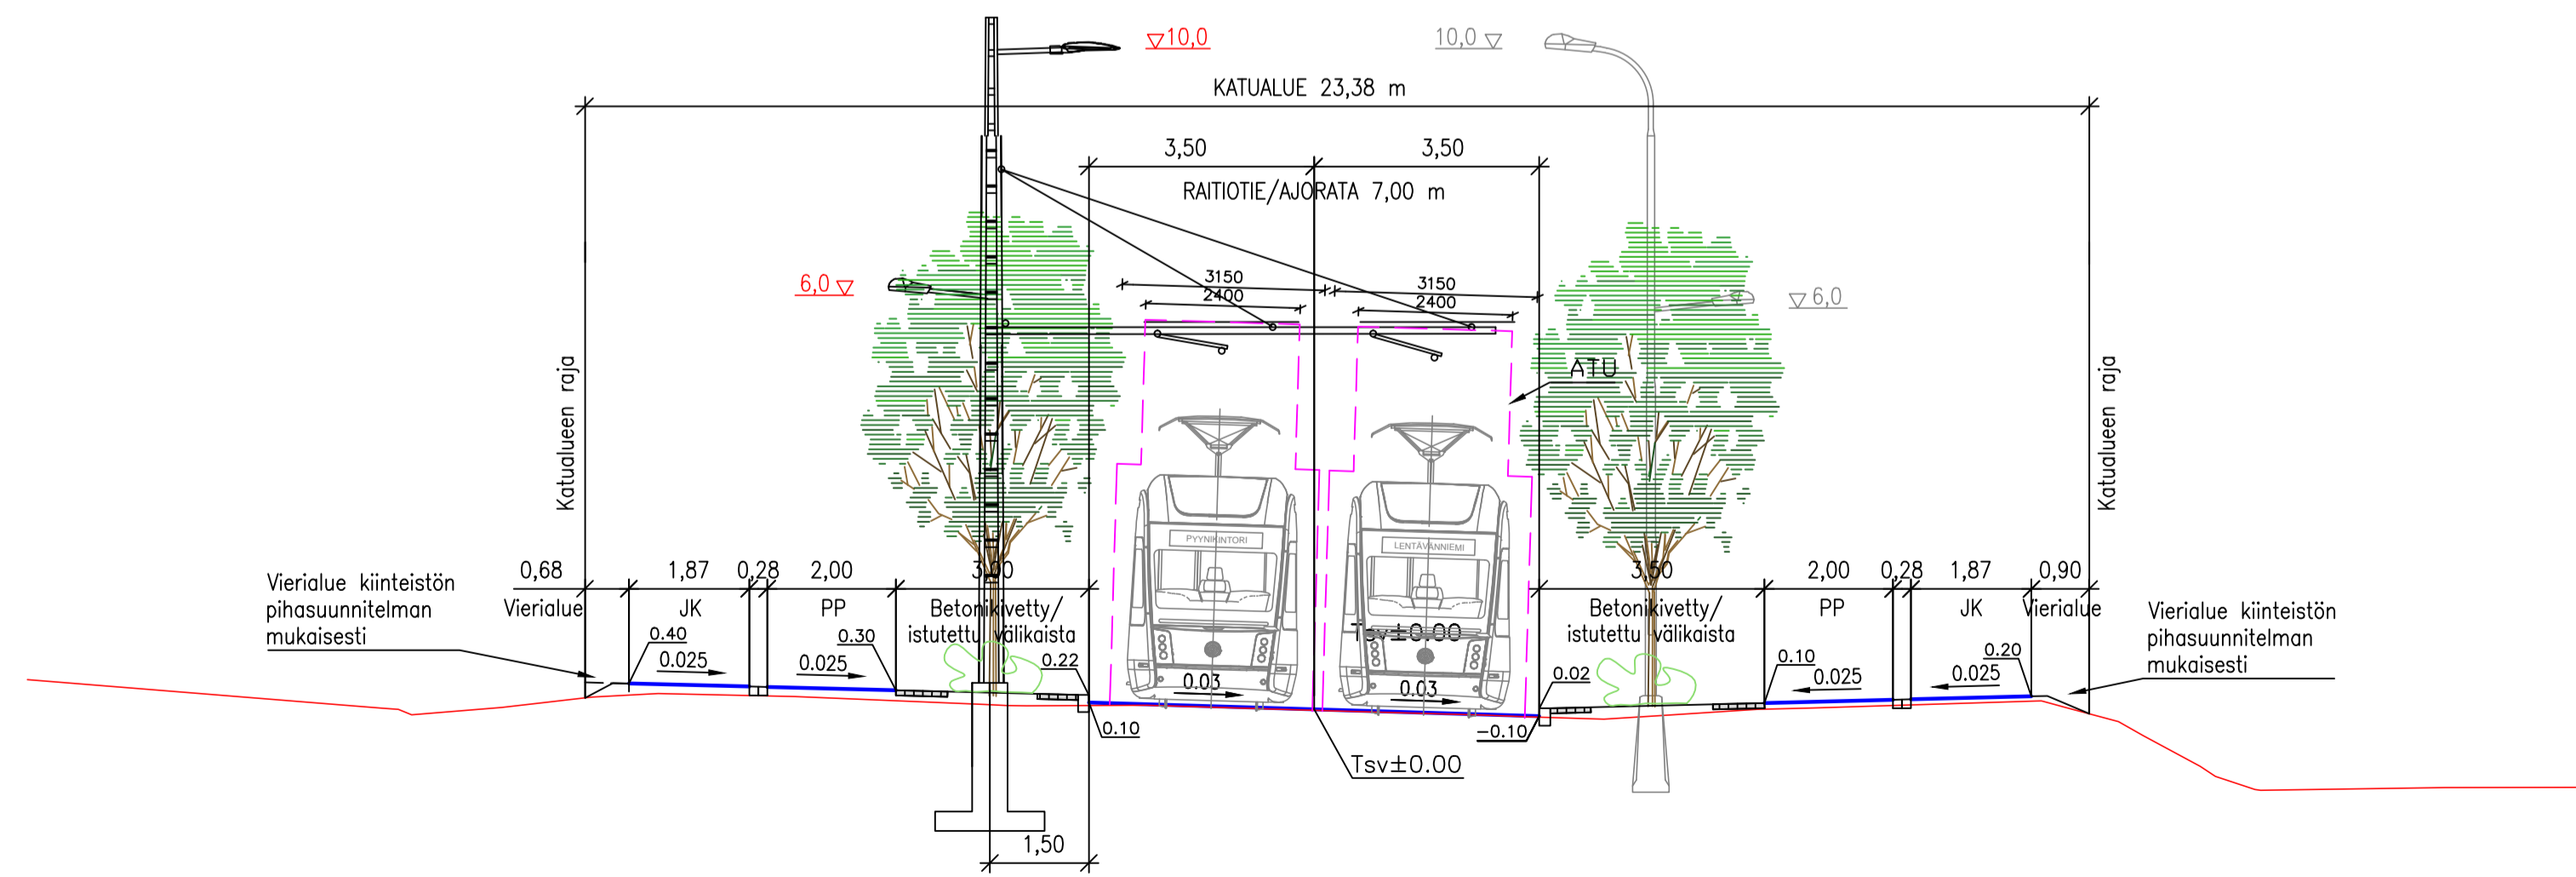 10,0
10,0
KATUALUE 23,38 m
3,50
3,50
RAITIOTIE/AJORATA 7,00 m
6,0
3150
3150
2400
2400
6,0
ATU
Katualueen raja
Katualueen raja
PYYNIKINTORI
LENTÄVÄNNIEMI
0,68
1,87
0,28
2,00
3,00
3,50
2,00
0,28
1,87
0,90
Vierialue kiinteistön
pihasuunnitelman
mukaisesti
Vierialue
JK
PP
Betonikivetty/
istutettu välikaista
Tsv±0.00
Betonikivetty/
istutettu välikaista
PP
JK
Vierialue
Vierialue kiinteistön
pihasuunnitelman
mukaisesti
0.40
0.025
0.30
0.025
0.22
0.03
0.03
0.02
0.10
0.025
0.20
0.025
0.10
-0.10
Tsv±0.00
1,50